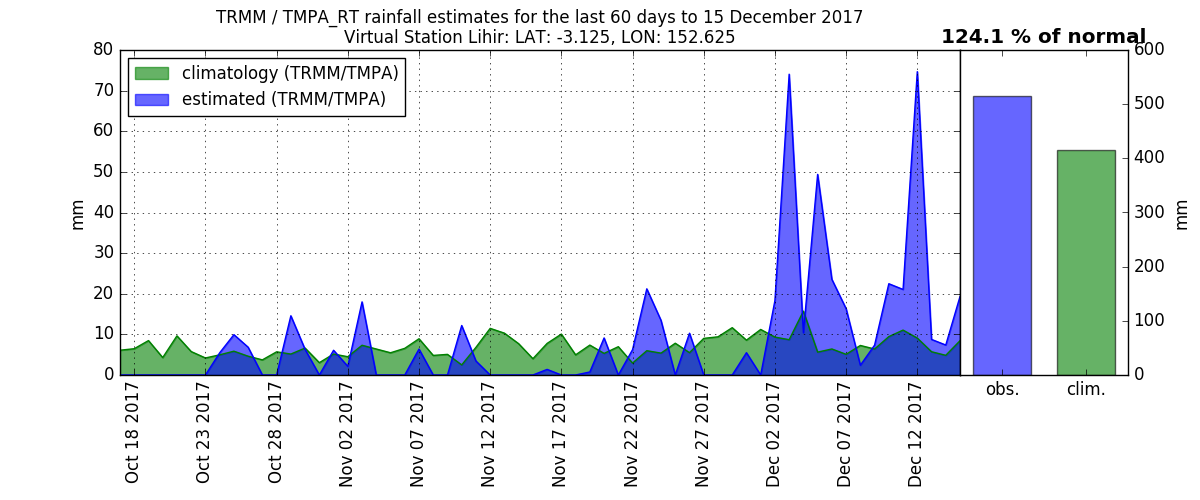 TRMM / TMPA_RT rainfall estimates for the last 60 days to 15 December 2017
Virtual Station Lihir: LAT: -3.125, LON: 152.625
124.1 % of normal
climatology (TRMM/TMPA)
estimated (TRMM/TMPA)
80
70
60
50
40
30
20
10
0
mm
600
500
400
300
200
100
0
mm
Oct 18 2017
Oct 23 2017
Oct 28 2017
Nov 02 2017
Nov 07 2017
Nov 12 2017
Nov 17 2017
Nov 22 2017
Nov 27 2017
Dec 02 2017
Dec 07 2017
Dec 12 2017
obs.
clim.